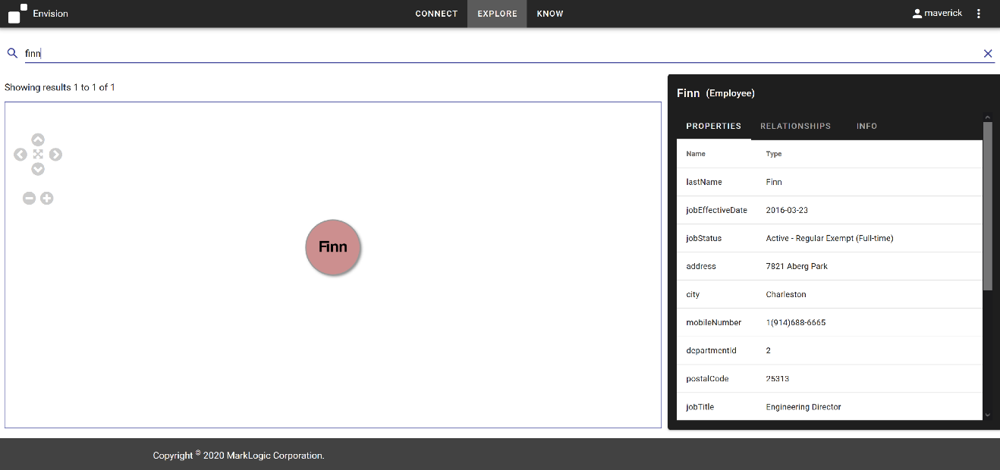 Envision CONNECT EXPLORE KNOW maverick
finn
Showing results 1 to 1 of 1
Finn
Finn (Employee)
PROPERTIES RELATIONSHIPS INFO
Name Type
lastName Finn
jobEffectiveDate 2016-03-23
jobStatus Active - Regular Exempt (Full-time)
address 7821 Aberg Park
city Charleston
mobileNumber 1(914)688-6665
departmentId 2
postalCode 25313
jobTitle Engineering Director
Copyright © 2020 MarkLogic Corporation.